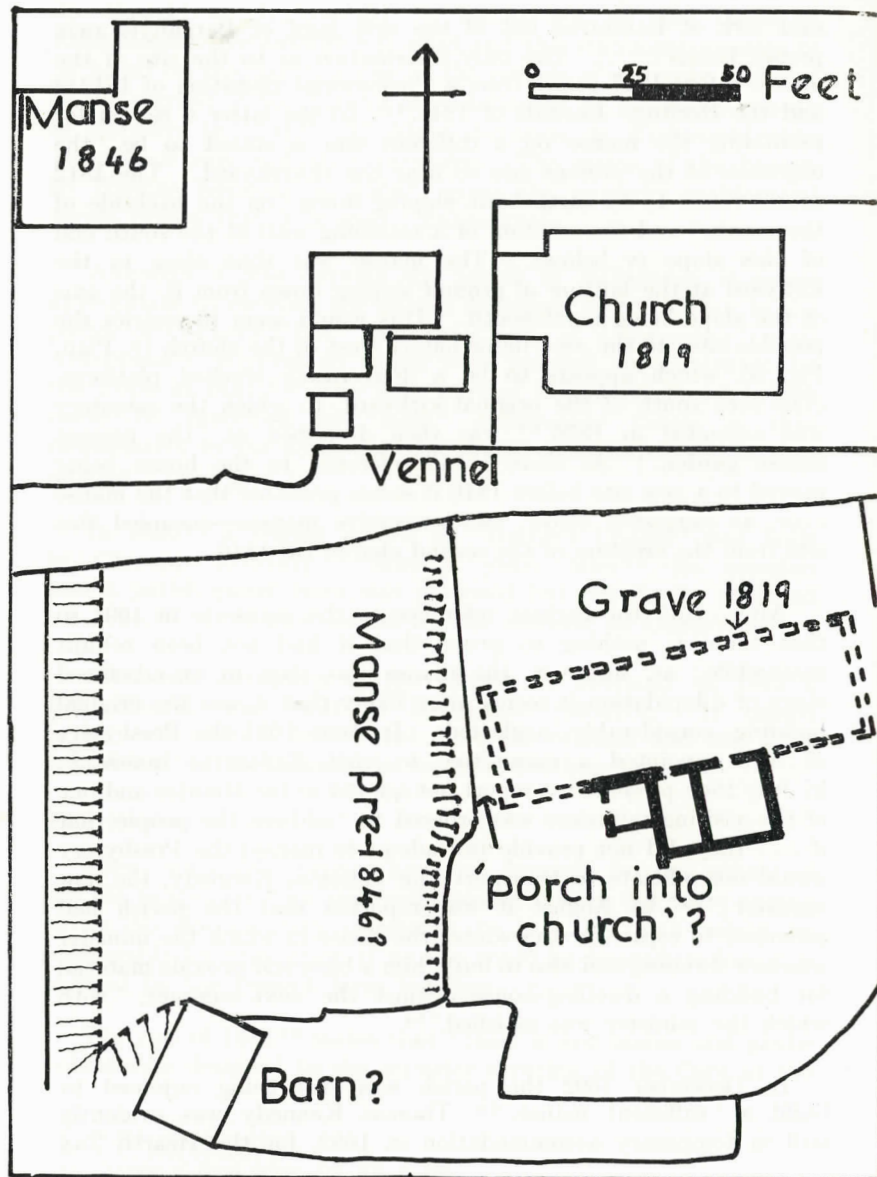 Manse
1846
0 25 50 Feet
Church
1819
Vennel
Grave 1819
Manse pre-1846?
'Porch into
church'?
Barn?